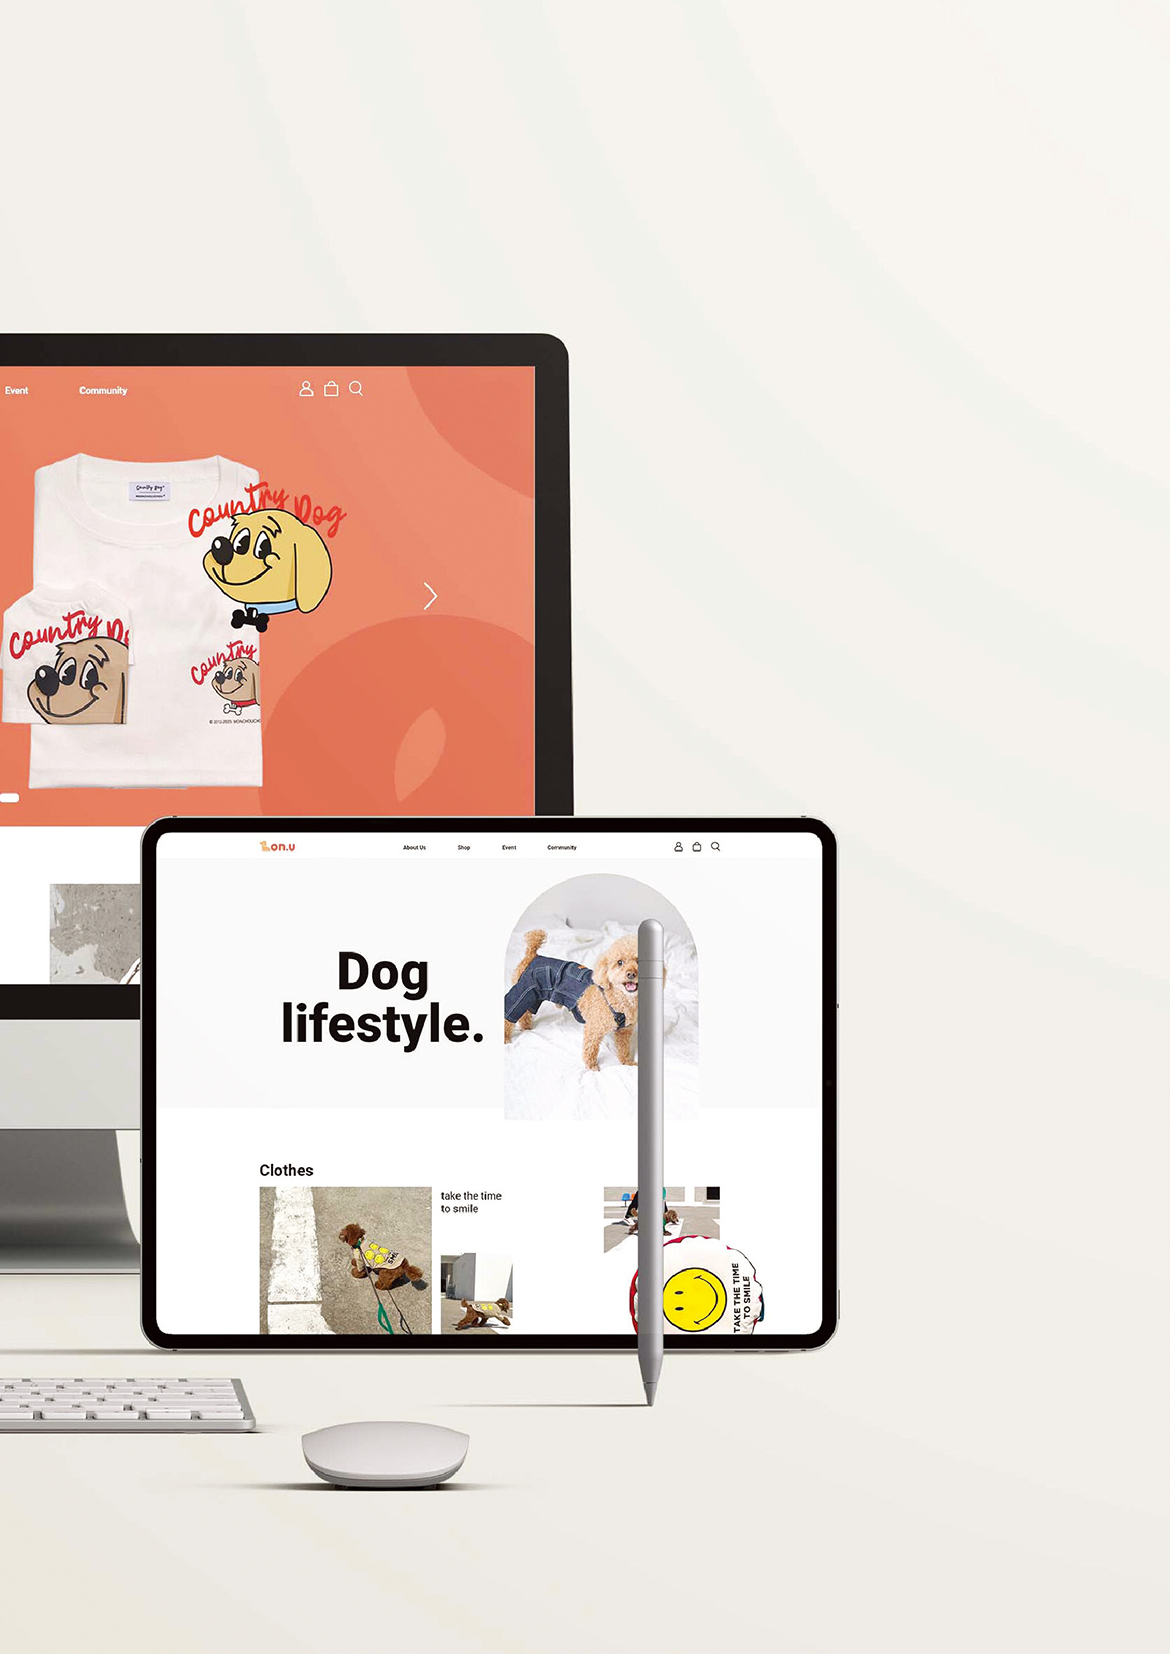 Event
Community
Country Dog
Country Dog
Country
on.u
About Us
Shop
Event
Community
Dog
lifestyle.
Clothes
take the time
to smile
TAKE THE TIME
TO SMILE